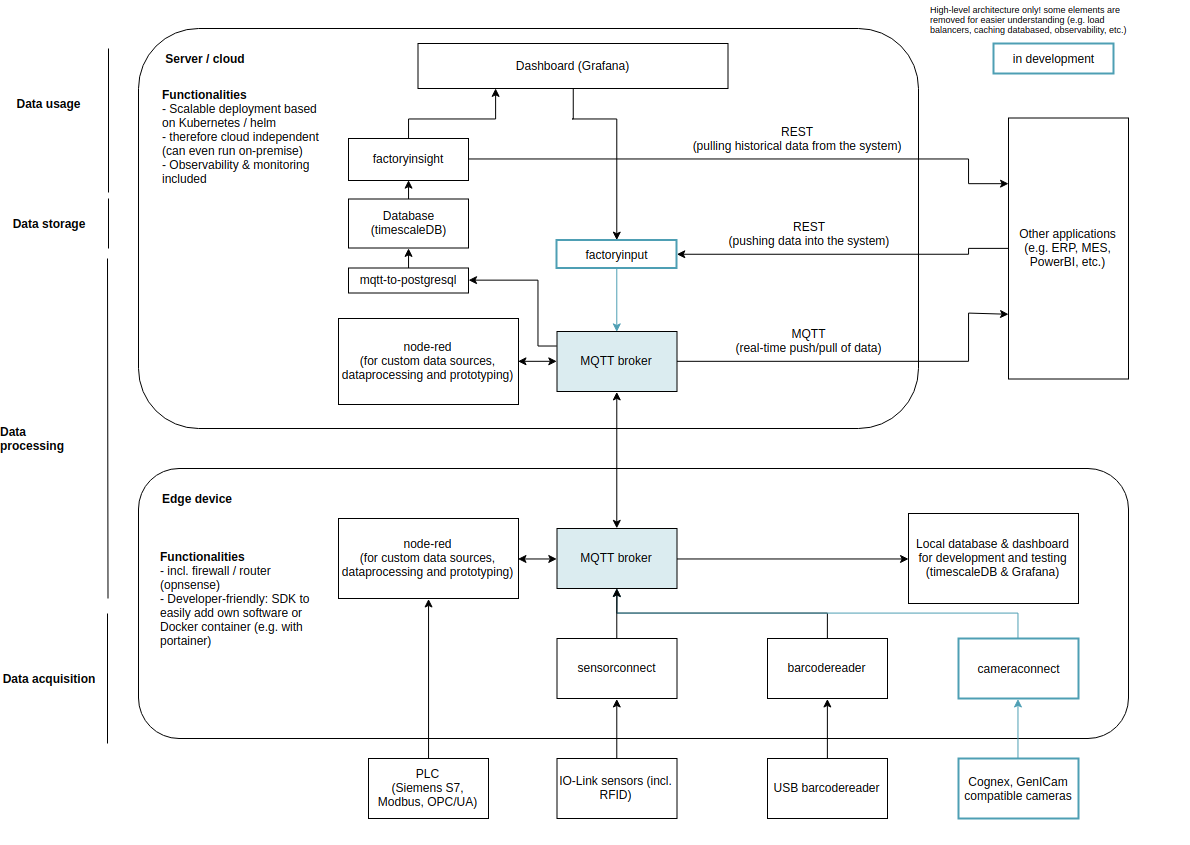 High-level architecture only! some elements are
removed for easier understanding (e.g. load
balancers, caching databased, observability, etc.)
in development
Data usage
Data storage
Data
processing
Data acquisition
Server / cloud
Functionalities
- Scalable deployment based
on Kubernetes / helm
- therefore cloud independent
(can even run on-premise)
- Observability & monitoring
included
Dashboard (Grafana)
factoryinsight
REST
(pulling historical data from the system)
Database
(timescaleDB)
REST
(pushing data into the system)
Other applications
(e.g. ERP, MES,
PowerBI, etc.)
factoryinput
mqtt-to-postgresql
node-red
(for custom data sources,
dataprocessing and prototyping)
MQTT broker
MQTT
(real-time push/pull of data)
Edge device
Functionalities
- incl. firewall / router
(opnsense)
- Developer-friendly: SDK to
easily add own software or
Docker container (e.g. with
portainer)
node-red
(for custom data sources,
dataprocessing and prototyping)
MQTT broker
Local database & dashboard
for development and testing
(timescaleDB & Grafana)
sensorconnect
barcodereader
cameraconnect
PLC
(Siemens S7,
Modbus, OPC/UA)
IO-Link sensors (incl.
RFID)
USB barcodereader
Cognex, GenICam
compatible cameras